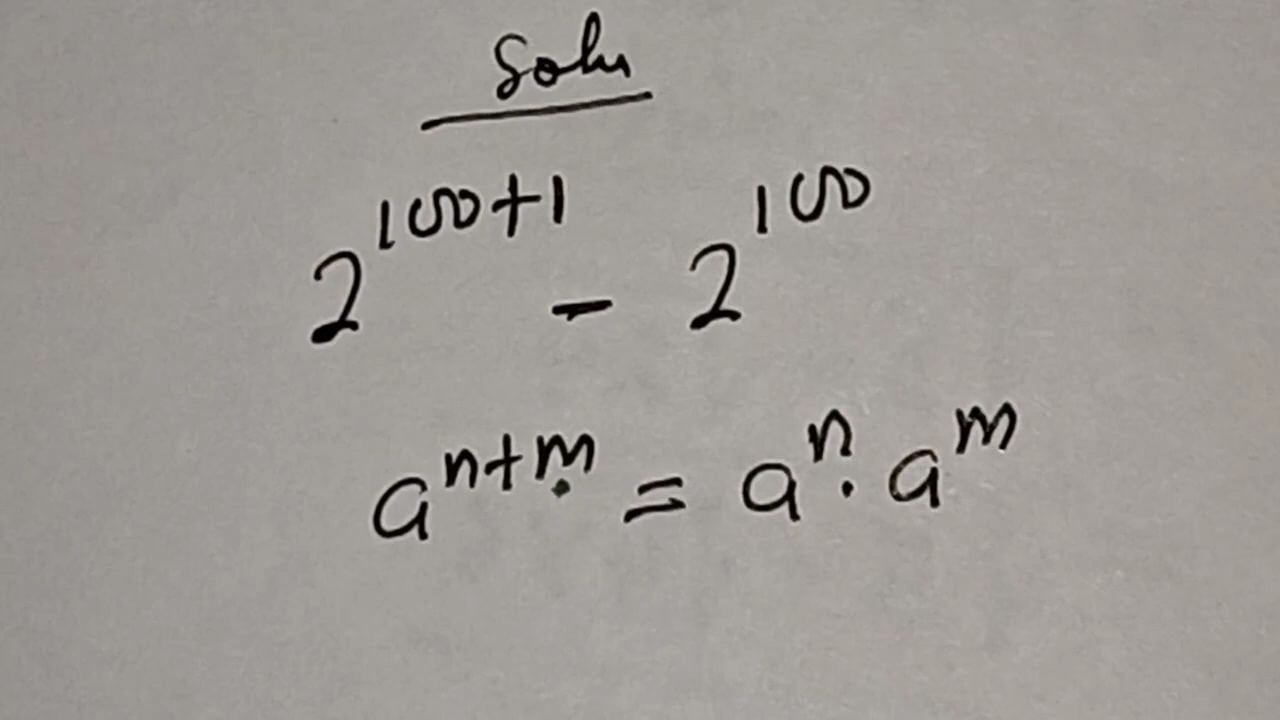 Soln
2^{100+1} - 2^{100}
a^{n+m} = a^n . a^m